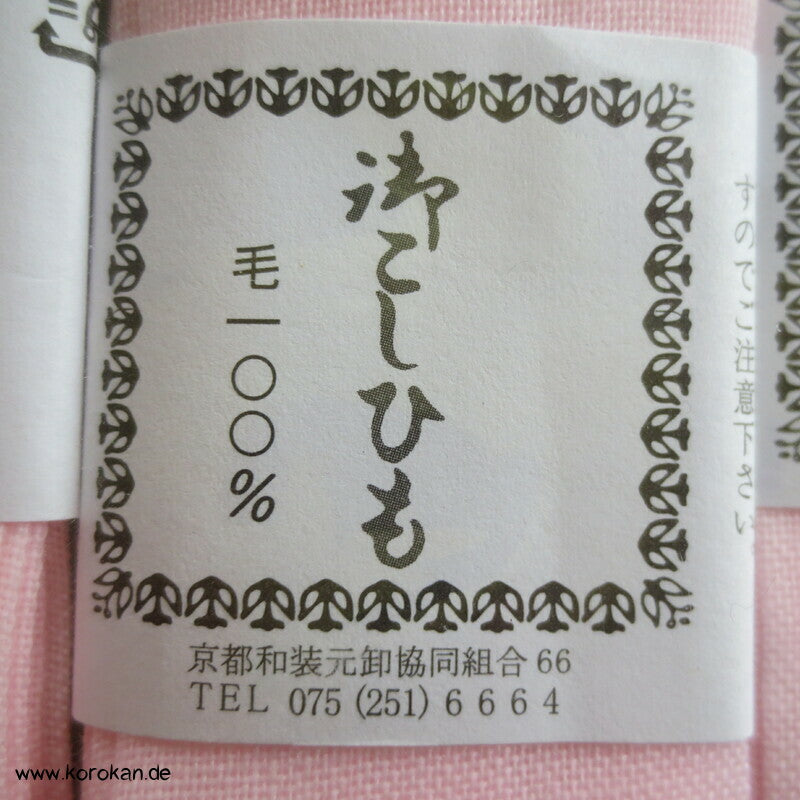 すのでご注意下さい。
御こしひも
毛一〇〇%
京都和装元卸協同組合66
TEL 075(251)6664
www.korokan.de